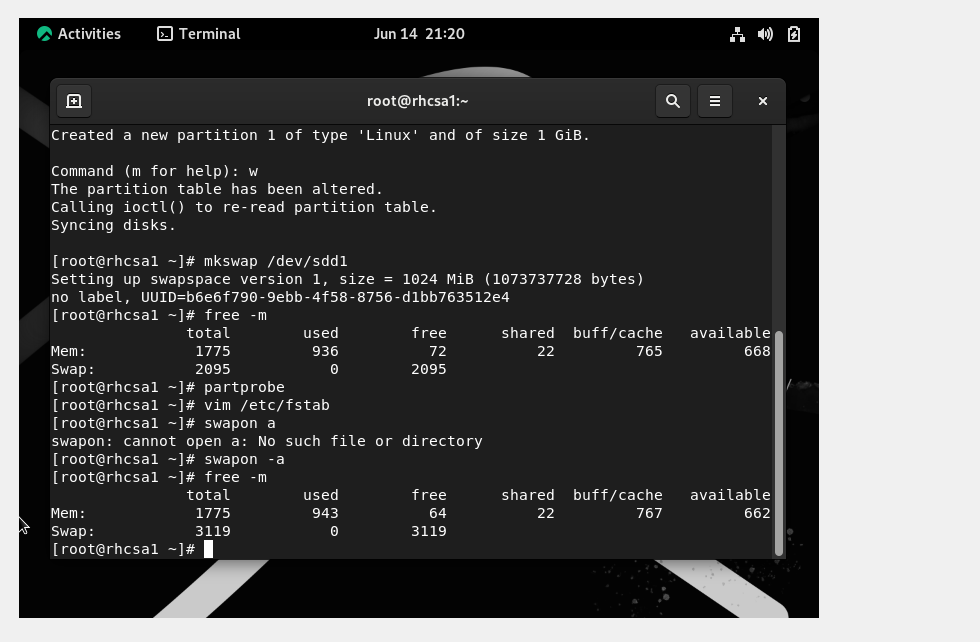 Activities Terminal Jun 14 21:20
root@rhcsa1:~
Created a new partition 1 of type 'Linux' and of size 1 GiB.
Command (m for help): w
The partition table has been altered.
Calling ioctl() to re-read partition table.
Syncing disks.
[root@rhcsa1 ~]# mkswap /dev/sdd1
Setting up swapspace version 1, size = 1024 MiB (1073737728 bytes)
no label, UUID=b6e6f790-9ebb-4f58-8756-d1bb763512e4
[root@rhcsa1 ~]# free -m
total used free shared buff/cache available
Mem: 1775 936 72 22 765 668
Swap: 2095 0 2095
[root@rhcsa1 ~]# partprobe
[root@rhcsa1 ~]# vim /etc/fstab
[root@rhcsa1 ~]# swapon a
swapon: cannot open a: No such file or directory
[root@rhcsa1 ~]# swapon -a
[root@rhcsa1 ~]# free -m
total used free shared buff/cache available
Mem: 1775 943 64 22 767 662
Swap: 3119 0 3119
[root@rhcsa1 ~]#